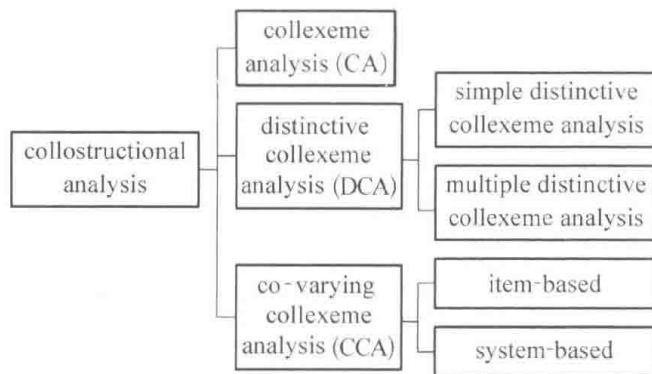 collexeme
analysis (CA)
collostructional
analysis
distinctive
collexeme
analysis (DCA)
simple distinctive
collexeme analysis
multiple distinctive
collexeme analysis
co-varying
collexeme
analysis (CCA)
item-based
system-based